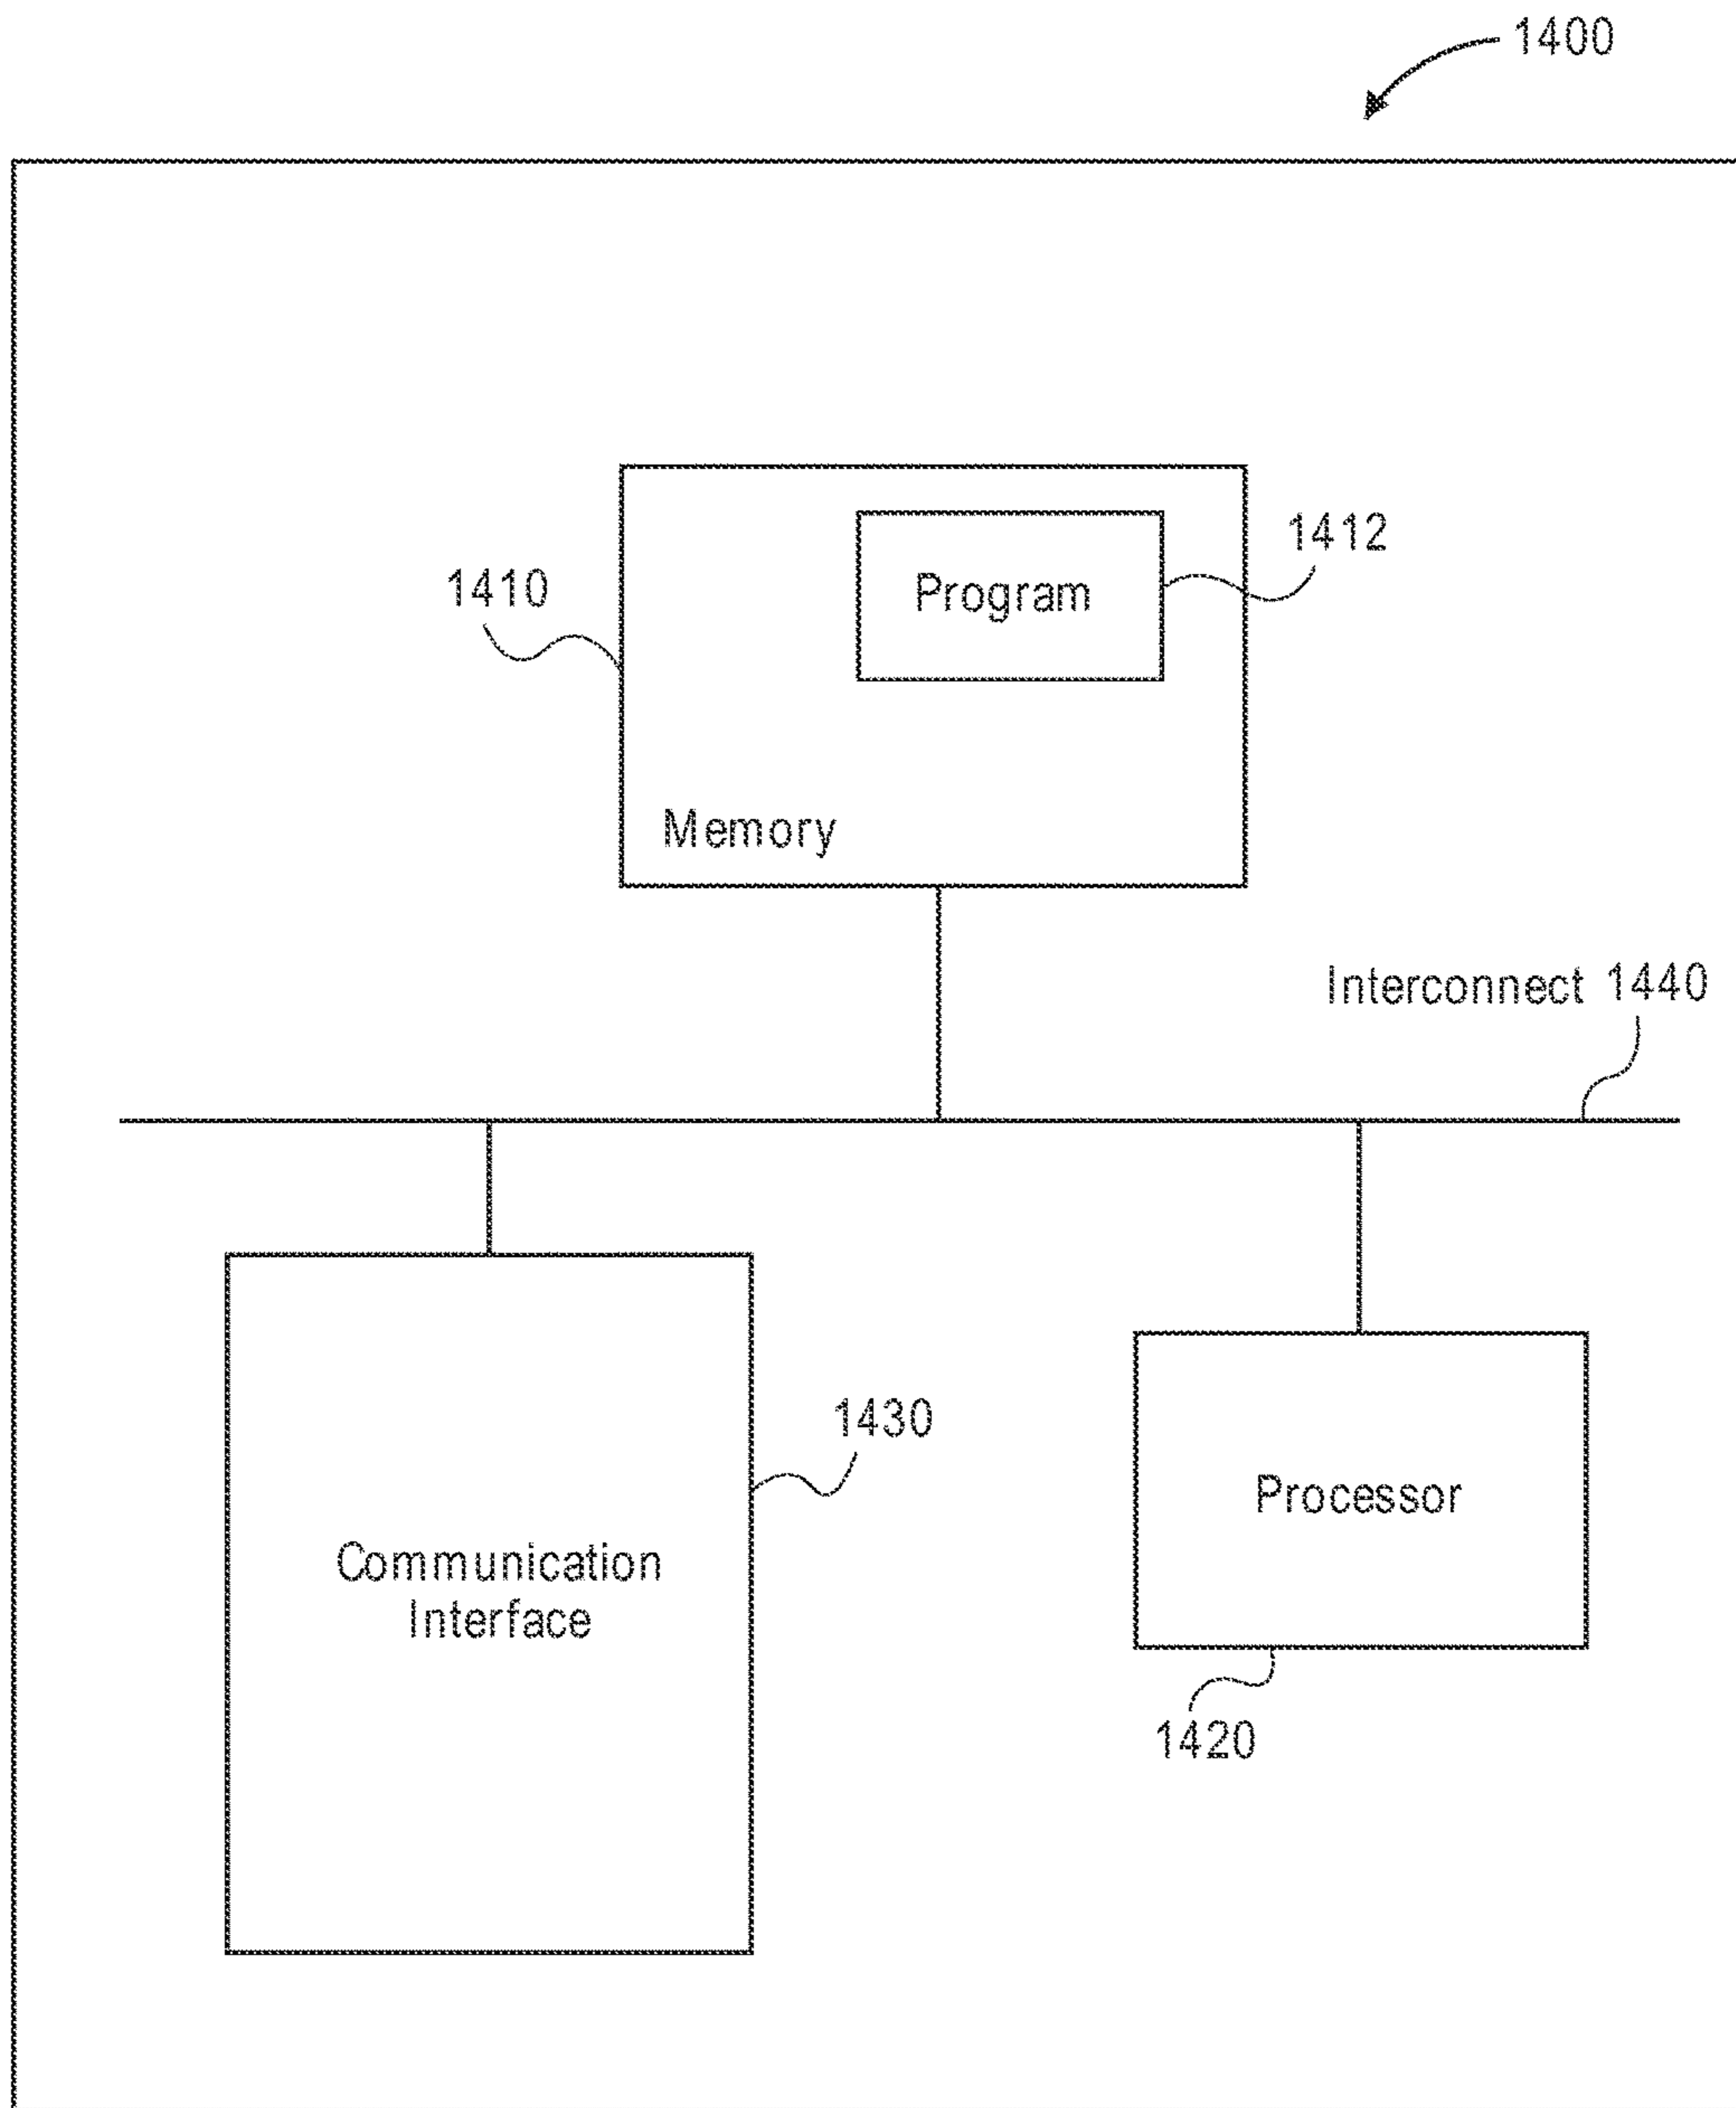 1400
1412
1410
Program
Memory
Interconnect 1440
1430
Processor
Communication
Interface
1420